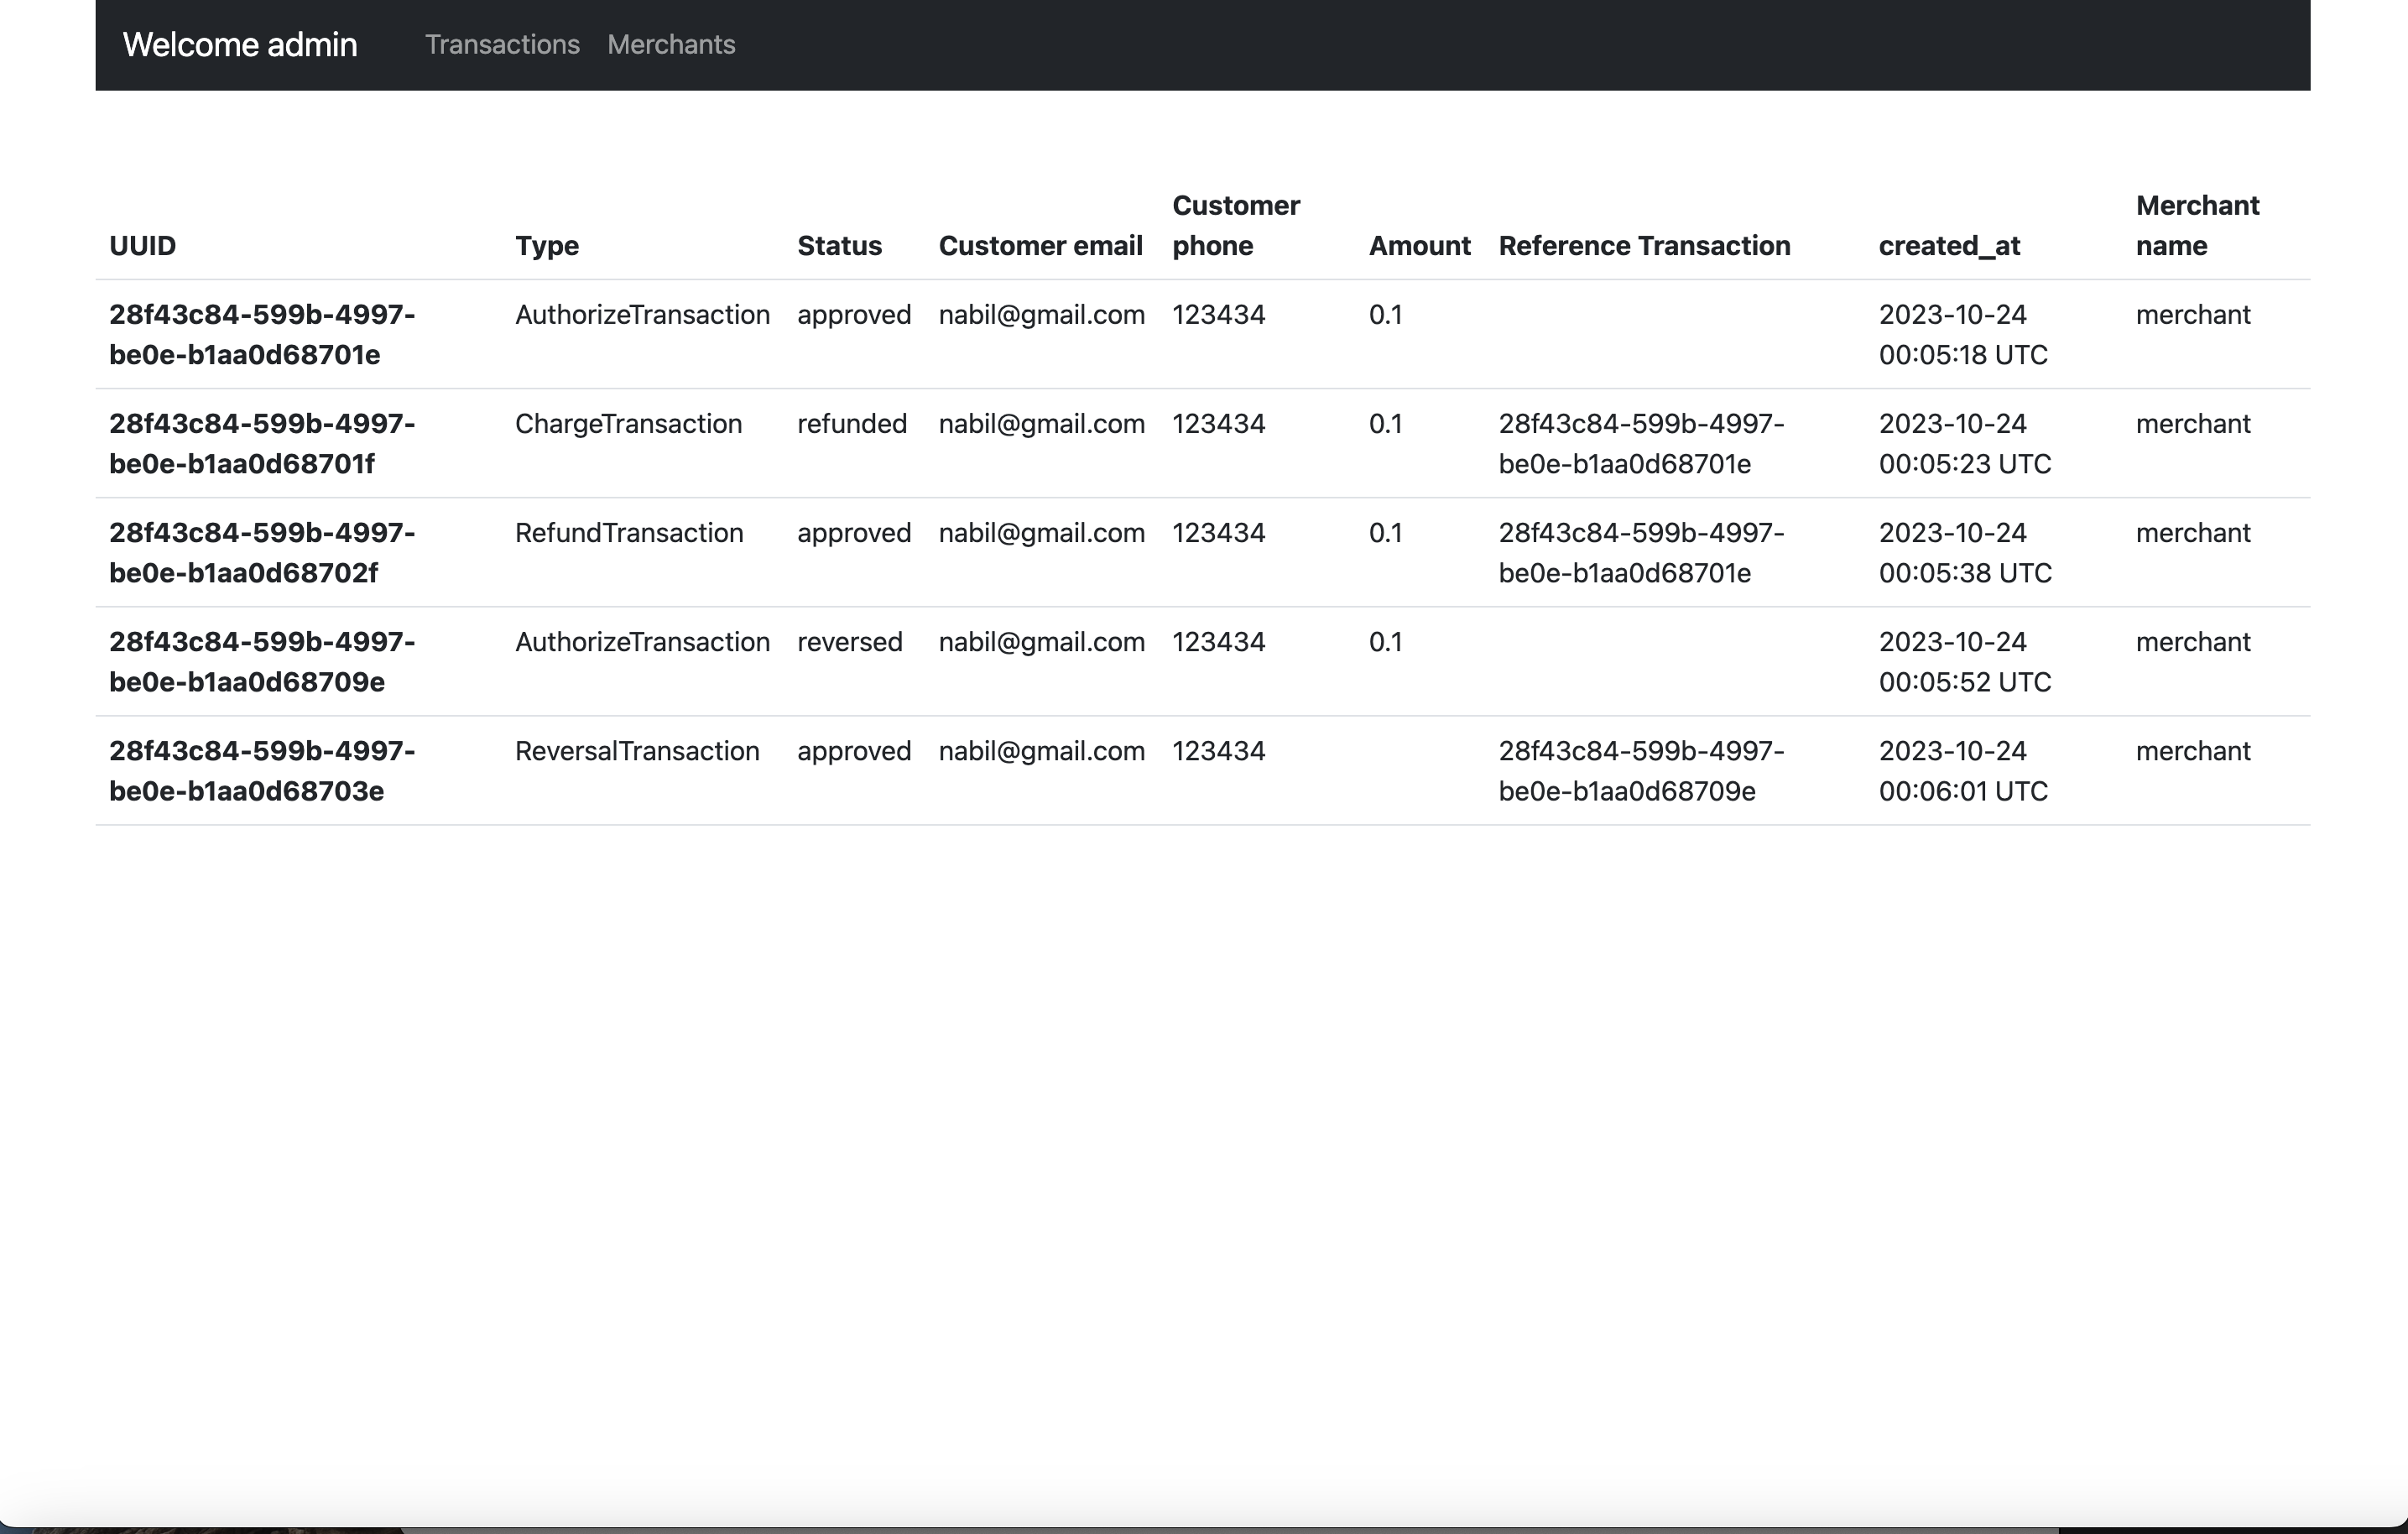 Welcome admin Transactions Merchants
UUID Type Status Customer email Customer phone Amount Reference Transaction created_at Merchant name
28f43c84-599b-4997- AuthorizeTransaction approved nabil@gmail.com 123434 0.1 2023-10-24 merchant
be0e-b1aa0d68701e 00:05:18 UTC
28f43c84-599b-4997- ChargeTransaction refunded nabil@gmail.com 123434 0.1 28f43c84-599b-4997- 2023-10-24 merchant
be0e-b1aa0d68701f be0e-b1aa0d68701e 00:05:23 UTC
28f43c84-599b-4997- RefundTransaction approved nabil@gmail.com 123434 0.1 28f43c84-599b-4997- 2023-10-24 merchant
be0e-b1aa0d68702f be0e-b1aa0d68701e 00:05:38 UTC
28f43c84-599b-4997- AuthorizeTransaction reversed nabil@gmail.com 123434 0.1 2023-10-24 merchant
be0e-b1aa0d68709e 00:05:52 UTC
28f43c84-599b-4997- ReversalTransaction approved nabil@gmail.com 123434 28f43c84-599b-4997- 2023-10-24 merchant
be0e-b1aa0d68703e be0e-b1aa0d68709e 00:06:01 UTC